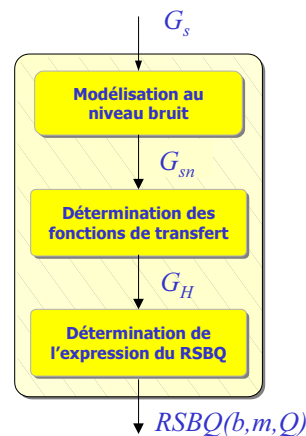 G_s
Modélisation au
niveau bruit
G_sn
Détermination des
fonctions de transfert
G_H
Détermination de
l'expression du RSBQ
RSBQ(b,m,Q)